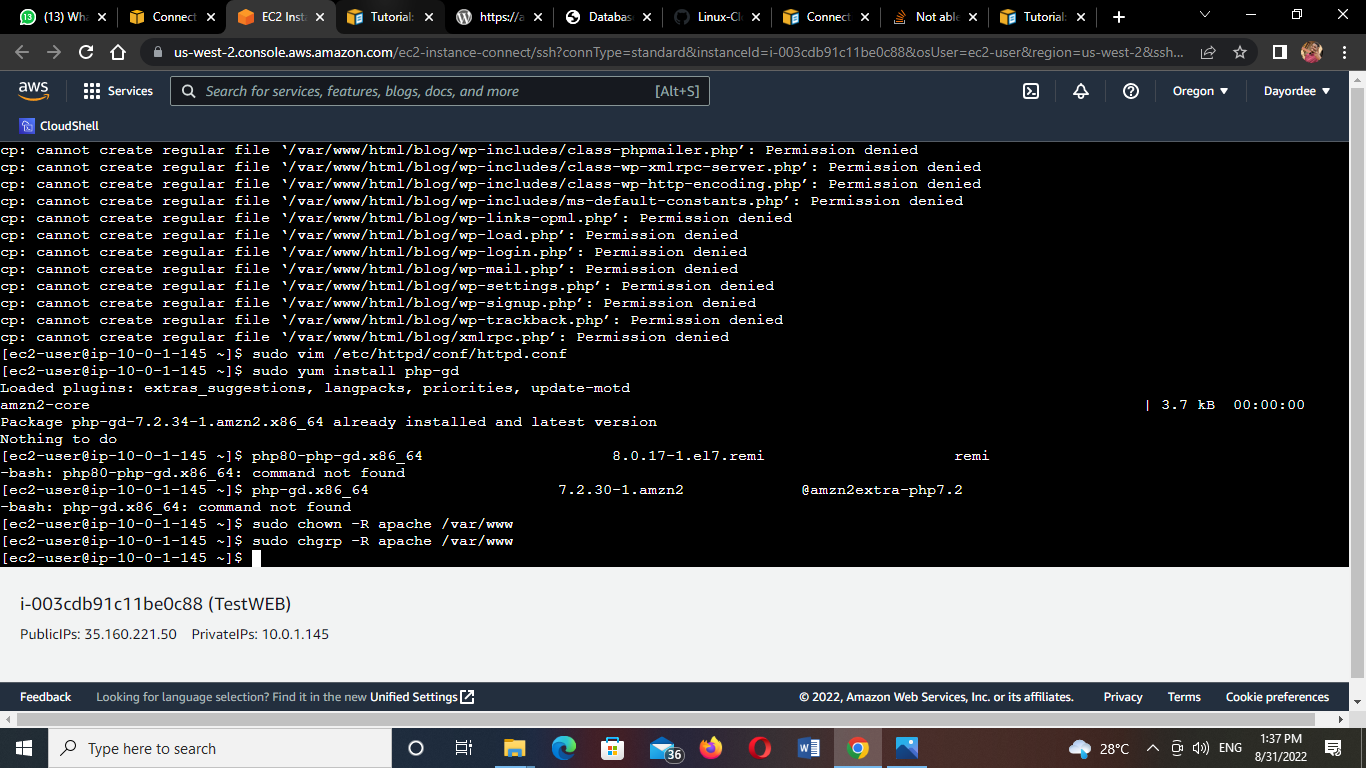 (13) Wha
Connect
EC2 Inst
Tutorial:
https://a
Databas
Linux-Cl
Connect
Not able
Tutorial:
us-west-2.console.aws.amazon.com/ec2-instance-connect/ssh?connType=standard&instanceId=i-003cdb91c11be0c88&osUser=ec2-user&region=us-west-2&ssh...
aws
Services
Search for services, features, blogs, docs, and more
[Alt+S]
Oregon
Dayordee
CloudShell
cp: cannot create regular file ‘/var/www/html/blog/wp-includes/class-phpmailer.php’: Permission denied
cp: cannot create regular file ‘/var/www/html/blog/wp-includes/class-wp-xmlrpc-server.php’: Permission denied
cp: cannot create regular file ‘/var/www/html/blog/wp-includes/class-wp-http-encoding.php’: Permission denied
cp: cannot create regular file ‘/var/www/html/blog/wp-includes/ms-default-constants.php’: Permission denied
cp: cannot create regular file ‘/var/www/html/blog/wp-links-opml.php’: Permission denied
cp: cannot create regular file ‘/var/www/html/blog/wp-load.php’: Permission denied
cp: cannot create regular file ‘/var/www/html/blog/wp-login.php’: Permission denied
cp: cannot create regular file ‘/var/www/html/blog/wp-mail.php’: Permission denied
cp: cannot create regular file ‘/var/www/html/blog/wp-settings.php’: Permission denied
cp: cannot create regular file ‘/var/www/html/blog/wp-signup.php’: Permission denied
cp: cannot create regular file ‘/var/www/html/blog/wp-trackback.php’: Permission denied
cp: cannot create regular file ‘/var/www/html/blog/xmlrpc.php’: Permission denied
[ec2-user@ip-10-0-1-145 ~]$ sudo vim /etc/httpd/conf/httpd.conf
[ec2-user@ip-10-0-1-145 ~]$ sudo yum install php-gd
Loaded plugins: extras_suggestions, langpacks, priorities, update-motd
amzn2-core | 3.7 kB 00:00:00
Package php-gd-7.2.34-1.amzn2.x86_64 already installed and latest version
Nothing to do
[ec2-user@ip-10-0-1-145 ~]$ php80-php-gd.x86_64 8.0.17-1.el7.remi remi
-bash: php80-php-gd.x86_64: command not found
[ec2-user@ip-10-0-1-145 ~]$ php-gd.x86_64 7.2.30-1.amzn2 @amzn2extra-php7.2
-bash: php-gd.x86_64: command not found
[ec2-user@ip-10-0-1-145 ~]$ sudo chown -R apache /var/www
[ec2-user@ip-10-0-1-145 ~]$ sudo chgrp -R apache /var/www
[ec2-user@ip-10-0-1-145 ~]$
i-003cdb91c11be0c88 (TestWEB)
PublicIPs: 35.160.221.50 PrivateIPs: 10.0.1.145
Feedback
Looking for language selection? Find it in the new Unified Settings
© 2022, Amazon Web Services, Inc. or its affiliates.
Privacy
Terms
Cookie preferences
Type here to search
36
28°C
ENG
1:37 PM
8/31/2022